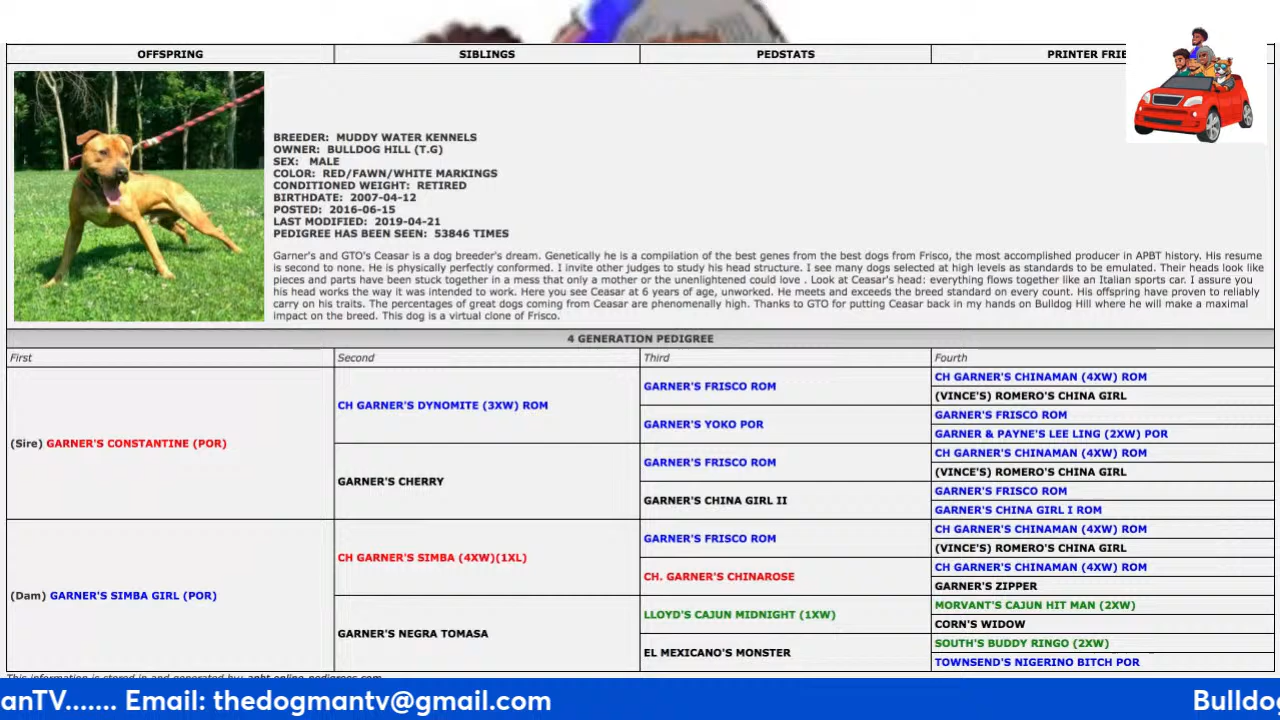 OFFSPRING
SIBLINGS
PEDSTATS
PRINTER FRIE
BREEDER: MUDDY WATER KENNELS
OWNER: BULLDOG HILL (T.G)
SEX: MALE
COLOR: RED/FAWN/WHITE MARKINGS
CONDITIONED WEIGHT: RETIRED
BIRTHDATE: 2007-04-12
POSTED: 2016-06-15
LAST MODIFIED: 2019-04-21
PEDIGREE HAS BEEN SEEN: 53846 TIMES
Garner's and GTO's Ceasar is a dog breeder's dream. Genetically he is a compilation of the best genes from the best dogs from Frisco, the most accomplished producer in APBT history. His resume
is second to none. He is physically perfectly conformed. I invite other judges to study his head structure. I see many dogs selected at high levels as standards to be emulated. Their heads look like
pieces and parts have been stuck together in a mess that only a mother or the unenlightened could love . Look at Ceasar's head: everything flows together like an Italian sports car. I assure you
his head works the way it was intended to work. Here you see Ceasar at 6 years of age, unworked. He meets and exceeds the breed standard on every count. His offspring have proven to reliably
carry on his traits. The percentages of great dogs coming from Ceasar are phenomenally high. Thanks to GTO for putting Ceasar back in my hands on Bulldog Hill where he will make a maximal
impact on the breed. This dog is a virtual clone of Frisco.
4 GENERATION PEDIGREE
First
Second
Third
Fourth
(Sire) GARNER'S CONSTANTINE (POR)
CH GARNER'S DYNOMITE (3XW) ROM
GARNER'S FRISCO ROM
CH GARNER'S CHINAMAN (4XW) ROM
(VINCE'S) ROMERO'S CHINA GIRL
GARNER'S YOKO POR
GARNER'S FRISCO ROM
GARNER & PAYNE'S LEE LING (2XW) POR
GARNER'S CHERRY
GARNER'S FRISCO ROM
CH GARNER'S CHINAMAN (4XW) ROM
(VINCE'S) ROMERO'S CHINA GIRL
GARNER'S CHINA GIRL II
GARNER'S FRISCO ROM
GARNER'S CHINA GIRL I ROM
(Dam) GARNER'S SIMBA GIRL (POR)
CH GARNER'S SIMBA (4XW)(1XL)
GARNER'S FRISCO ROM
CH GARNER'S CHINAMAN (4XW) ROM
(VINCE'S) ROMERO'S CHINA GIRL
CH. GARNER'S CHINAROSE
CH GARNER'S CHINAMAN (4XW) ROM
GARNER'S ZIPPER
GARNER'S NEGRA TOMASA
LLOYD'S CAJUN MIDNIGHT (1XW)
MORVANT'S CAJUN HIT MAN (2XW)
CORN'S WIDOW
EL MEXICANO'S MONSTER
SOUTH'S BUDDY RINGO (2XW)
TOWNSEND'S NIGERINO BITCH POR
This information is stored in and generated by: apbt.online-pedigrees.com
anTV....... Email: thedogmantv@gmail.com
Bulldog